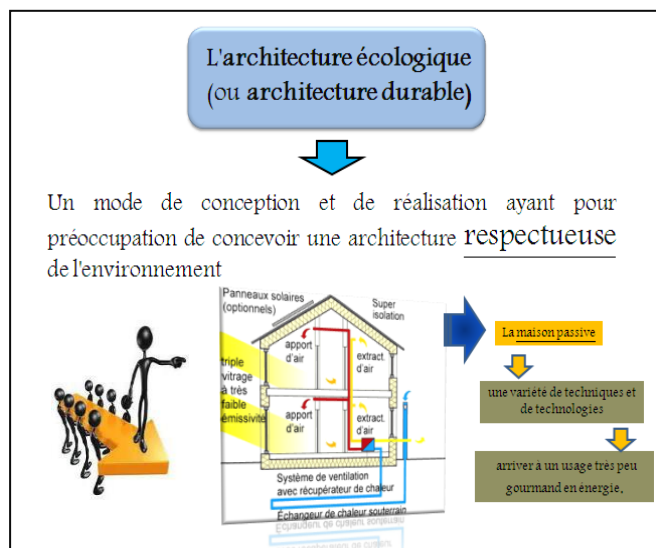 L'architecture écologique
(ou architecture durable)
Un mode de conception et de réalisation ayant pour
préoccupation de concevoir une architecture respectueuse
de l'environnement
Panneaux solaires
(optionnels)
Super
isolation
apport
d'air
extract.
d'air
triple
vitrage
à très
faible
émissivité
apport
d'air
extract.
d'air
Système de ventilation
avec récupérateur de chaleur
Échangeur de chaleur souterrain
La maison passive
une variété de techniques et
de technologies
arriver à un usage très peu
gourmand en énergie.